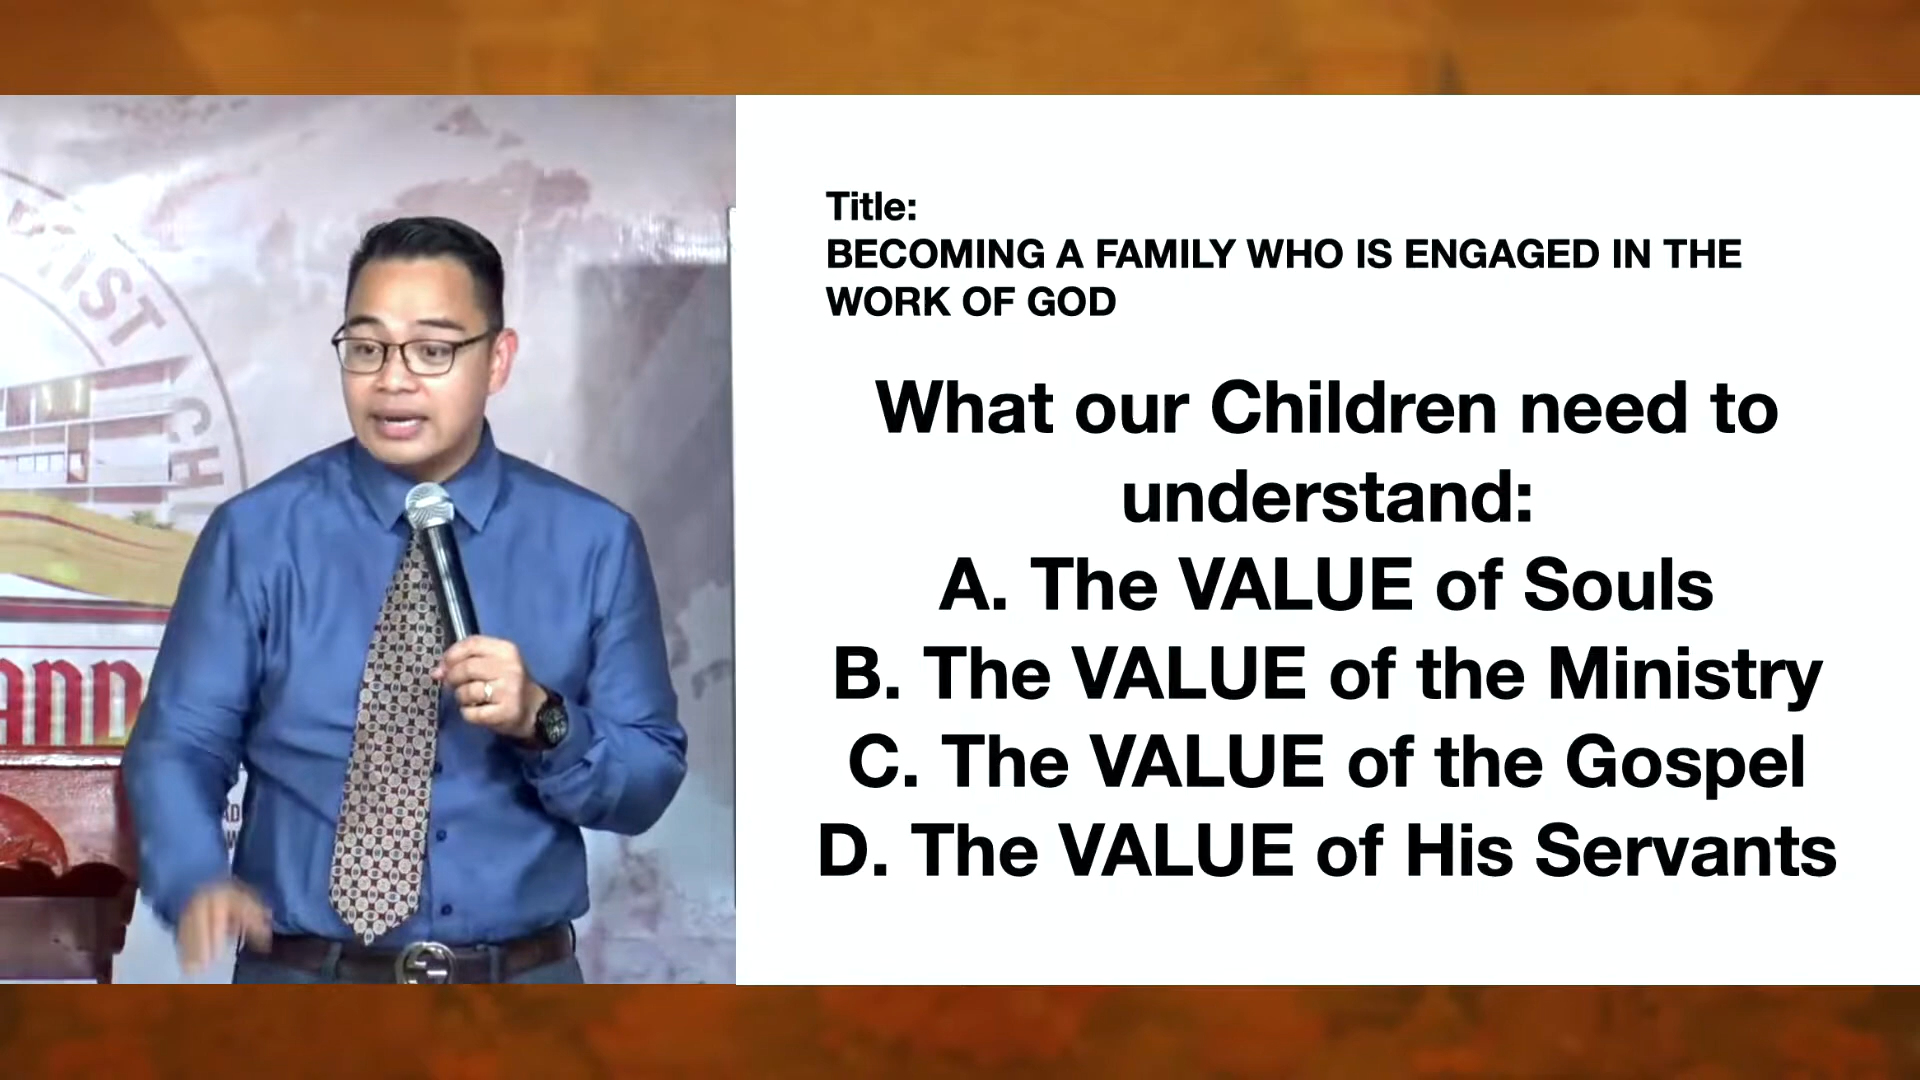 Title:
BECOMING A FAMILY WHO IS ENGAGED IN THE
WORK OF GOD
What our Children need to
understand:
A. The VALUE of Souls
B. The VALUE of the Ministry
C. The VALUE of the Gospel
D. The VALUE of His Servants